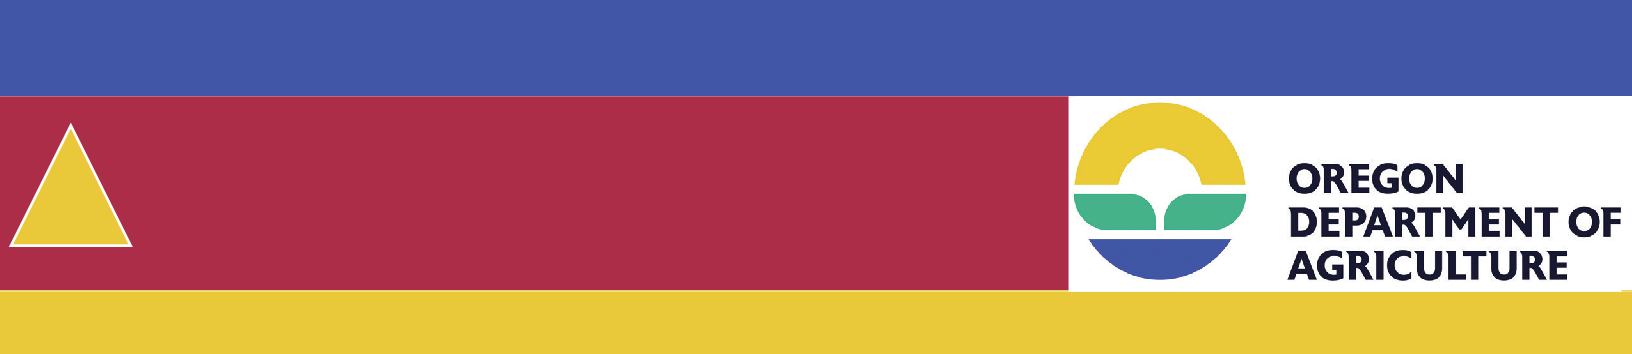 OREGON
DEPARTMENT OF
AGRICULTURE